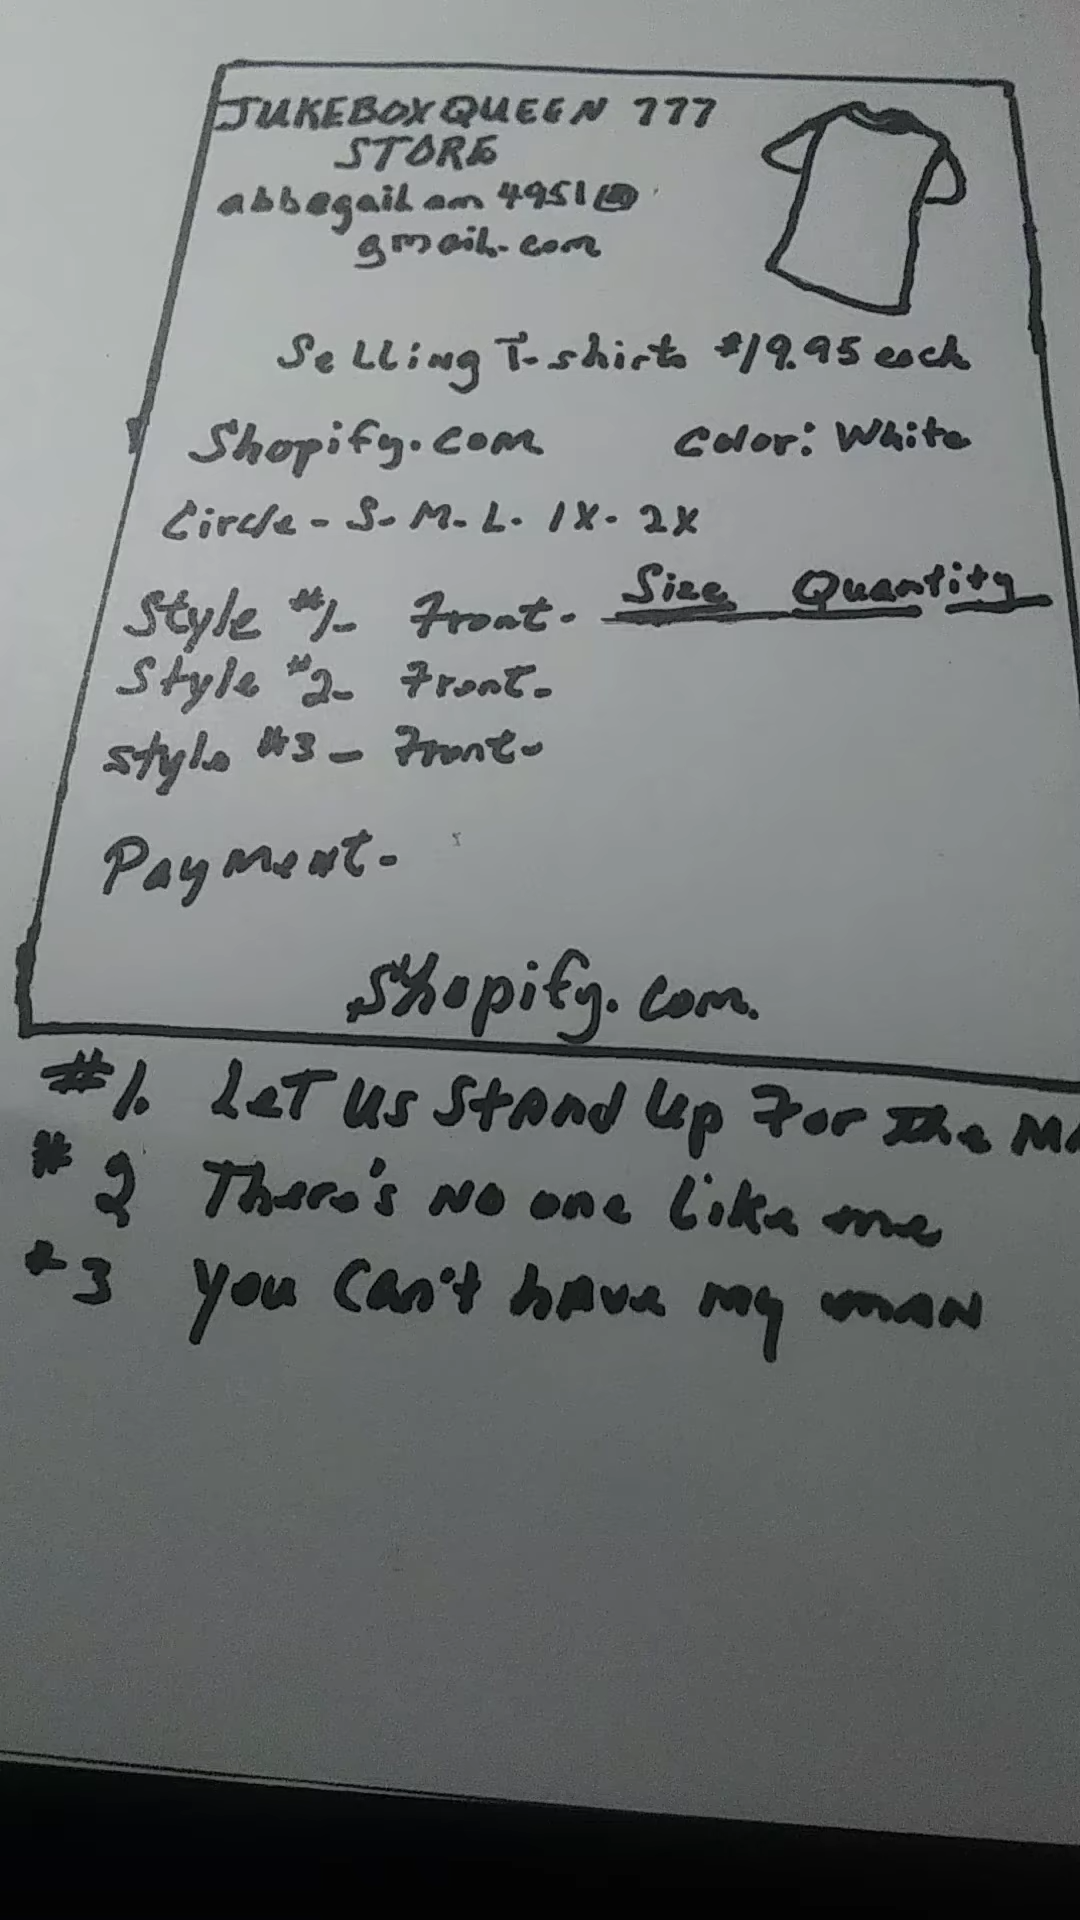 JUKEBOXQUEEN 777
STORE
abbegailam4951@
gmail.com
Selling T-shirts $19.95 each
Shopify.com Color: White
Circle - S- M- L- 1X- 2X
Size Quantity
Style #1- Front-
Style #2- Front-
Style #3- Front-
Payment-
Shopify.com.
#1. LET US STAND Up For The
#2 There's NO one like me
#3 you Can't hAve my mAN